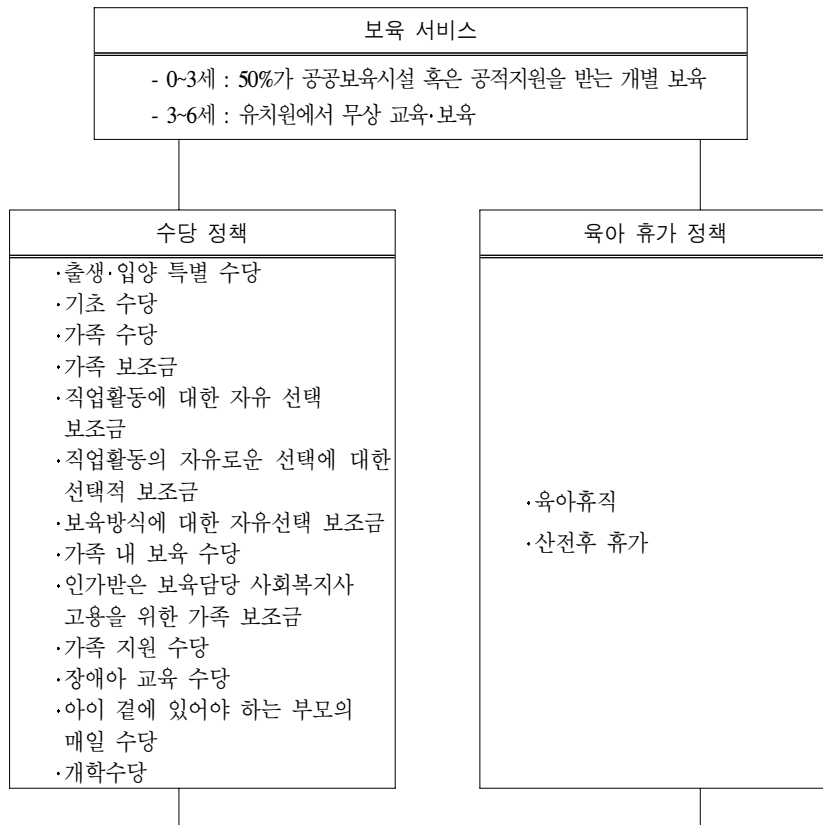 보육 서비스
- 0~3세 : 50%가 공공보육시설 혹은 공적지원을 받는 개별 보육
- 3~6세 : 유치원에서 무상 교육·보육
수당 정책
·출생·입양 특별 수당
·기초 수당
·가족 수당
·가족 보조금
·직업활동에 대한 자유 선택
보조금
·직업활동의 자유로운 선택에 대한
선택적 보조금
·보육방식에 대한 자유선택 보조금
·가족 내 보육 수당
·인가받은 보육담당 사회복지사
고용을 위한 가족 보조금
·가족 지원 수당
·장애아 교육 수당
·아이 곁에 있어야 하는 부모의
매일 수당
·개학수당
육아 휴가 정책
·육아휴직
·산전후 휴가